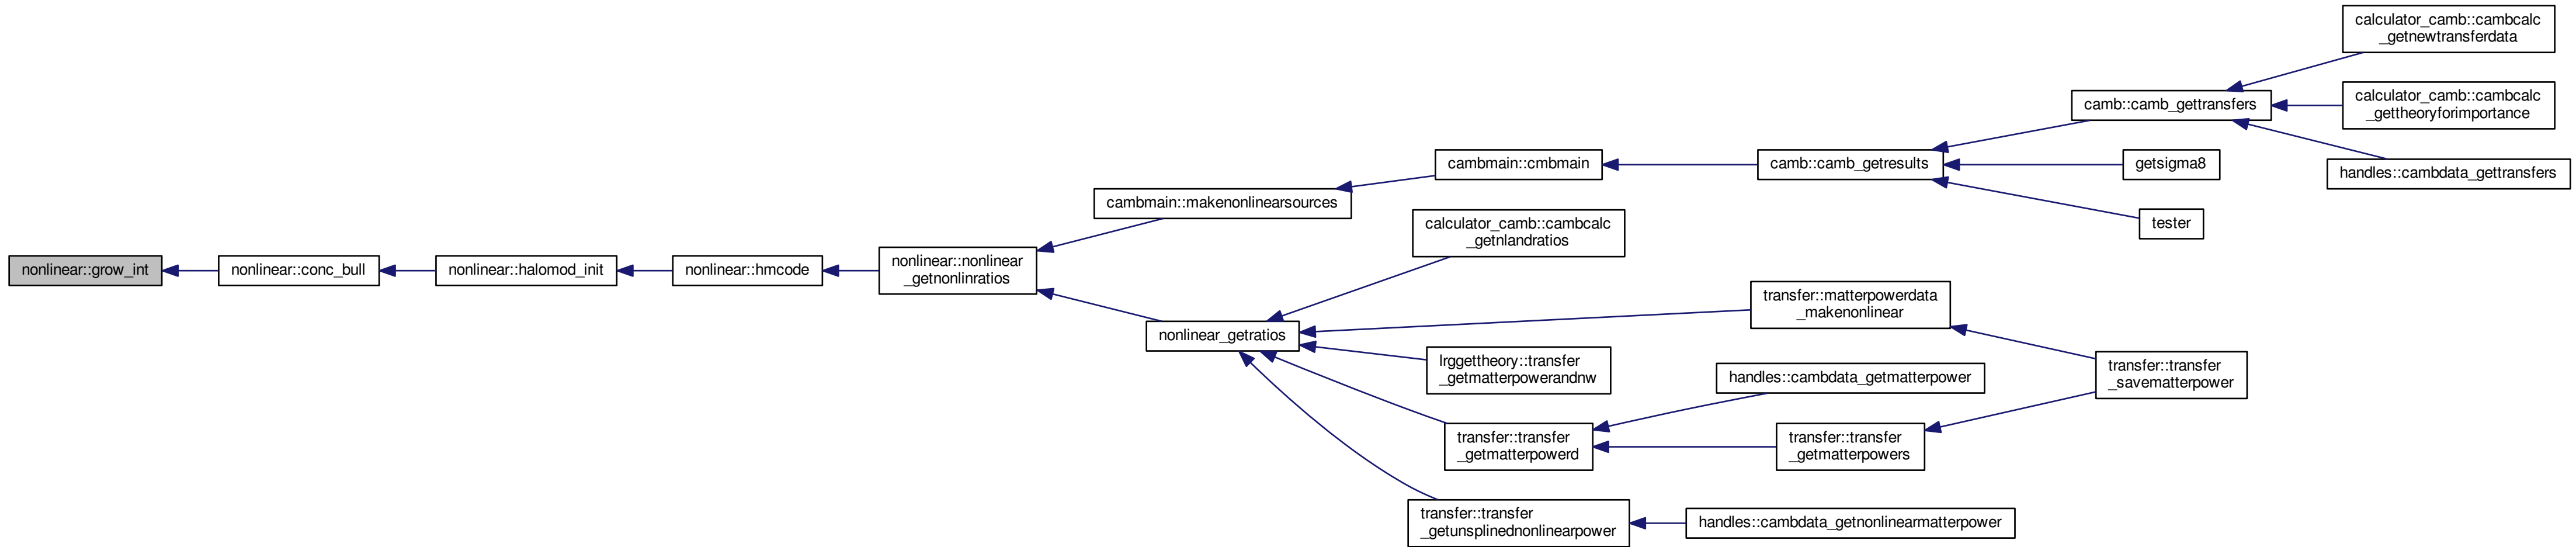 nonlinear::grow_int
nonlinear::conc_bull
nonlinear::halomod_init
nonlinear::hmcode
nonlinear::nonlinear
_getnonlinratios
cambmain::makenonlinearsources
cambmain::cmbmain
camb::camb_getresults
camb::camb_gettransfers
calculator_camb::cambcalc
_getnewtransferdata
calculator_camb::cambcalc
_gettheoryforimportance
handles::cambdata_gettransfers
getsigma8
tester
nonlinear_getratios
calculator_camb::cambcalc
_getnlandratios
transfer::matterpowerdata
_makenonlinear
lrggettheory::transfer
_getmatterpowerandnw
transfer::transfer
_savematterpower
handles::cambdata_getmatterpower
transfer::transfer
_getmatterpowerd
transfer::transfer
_getmatterpowers
transfer::transfer
_getunsplinednonlinearpower
handles::cambdata_getnonlinearmatterpower